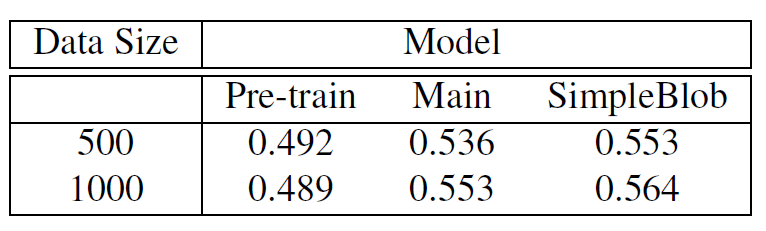 Data Size Model
Pre-train Main SimpleBlob
500 0.492 0.536 0.553
1000 0.489 0.553 0.564